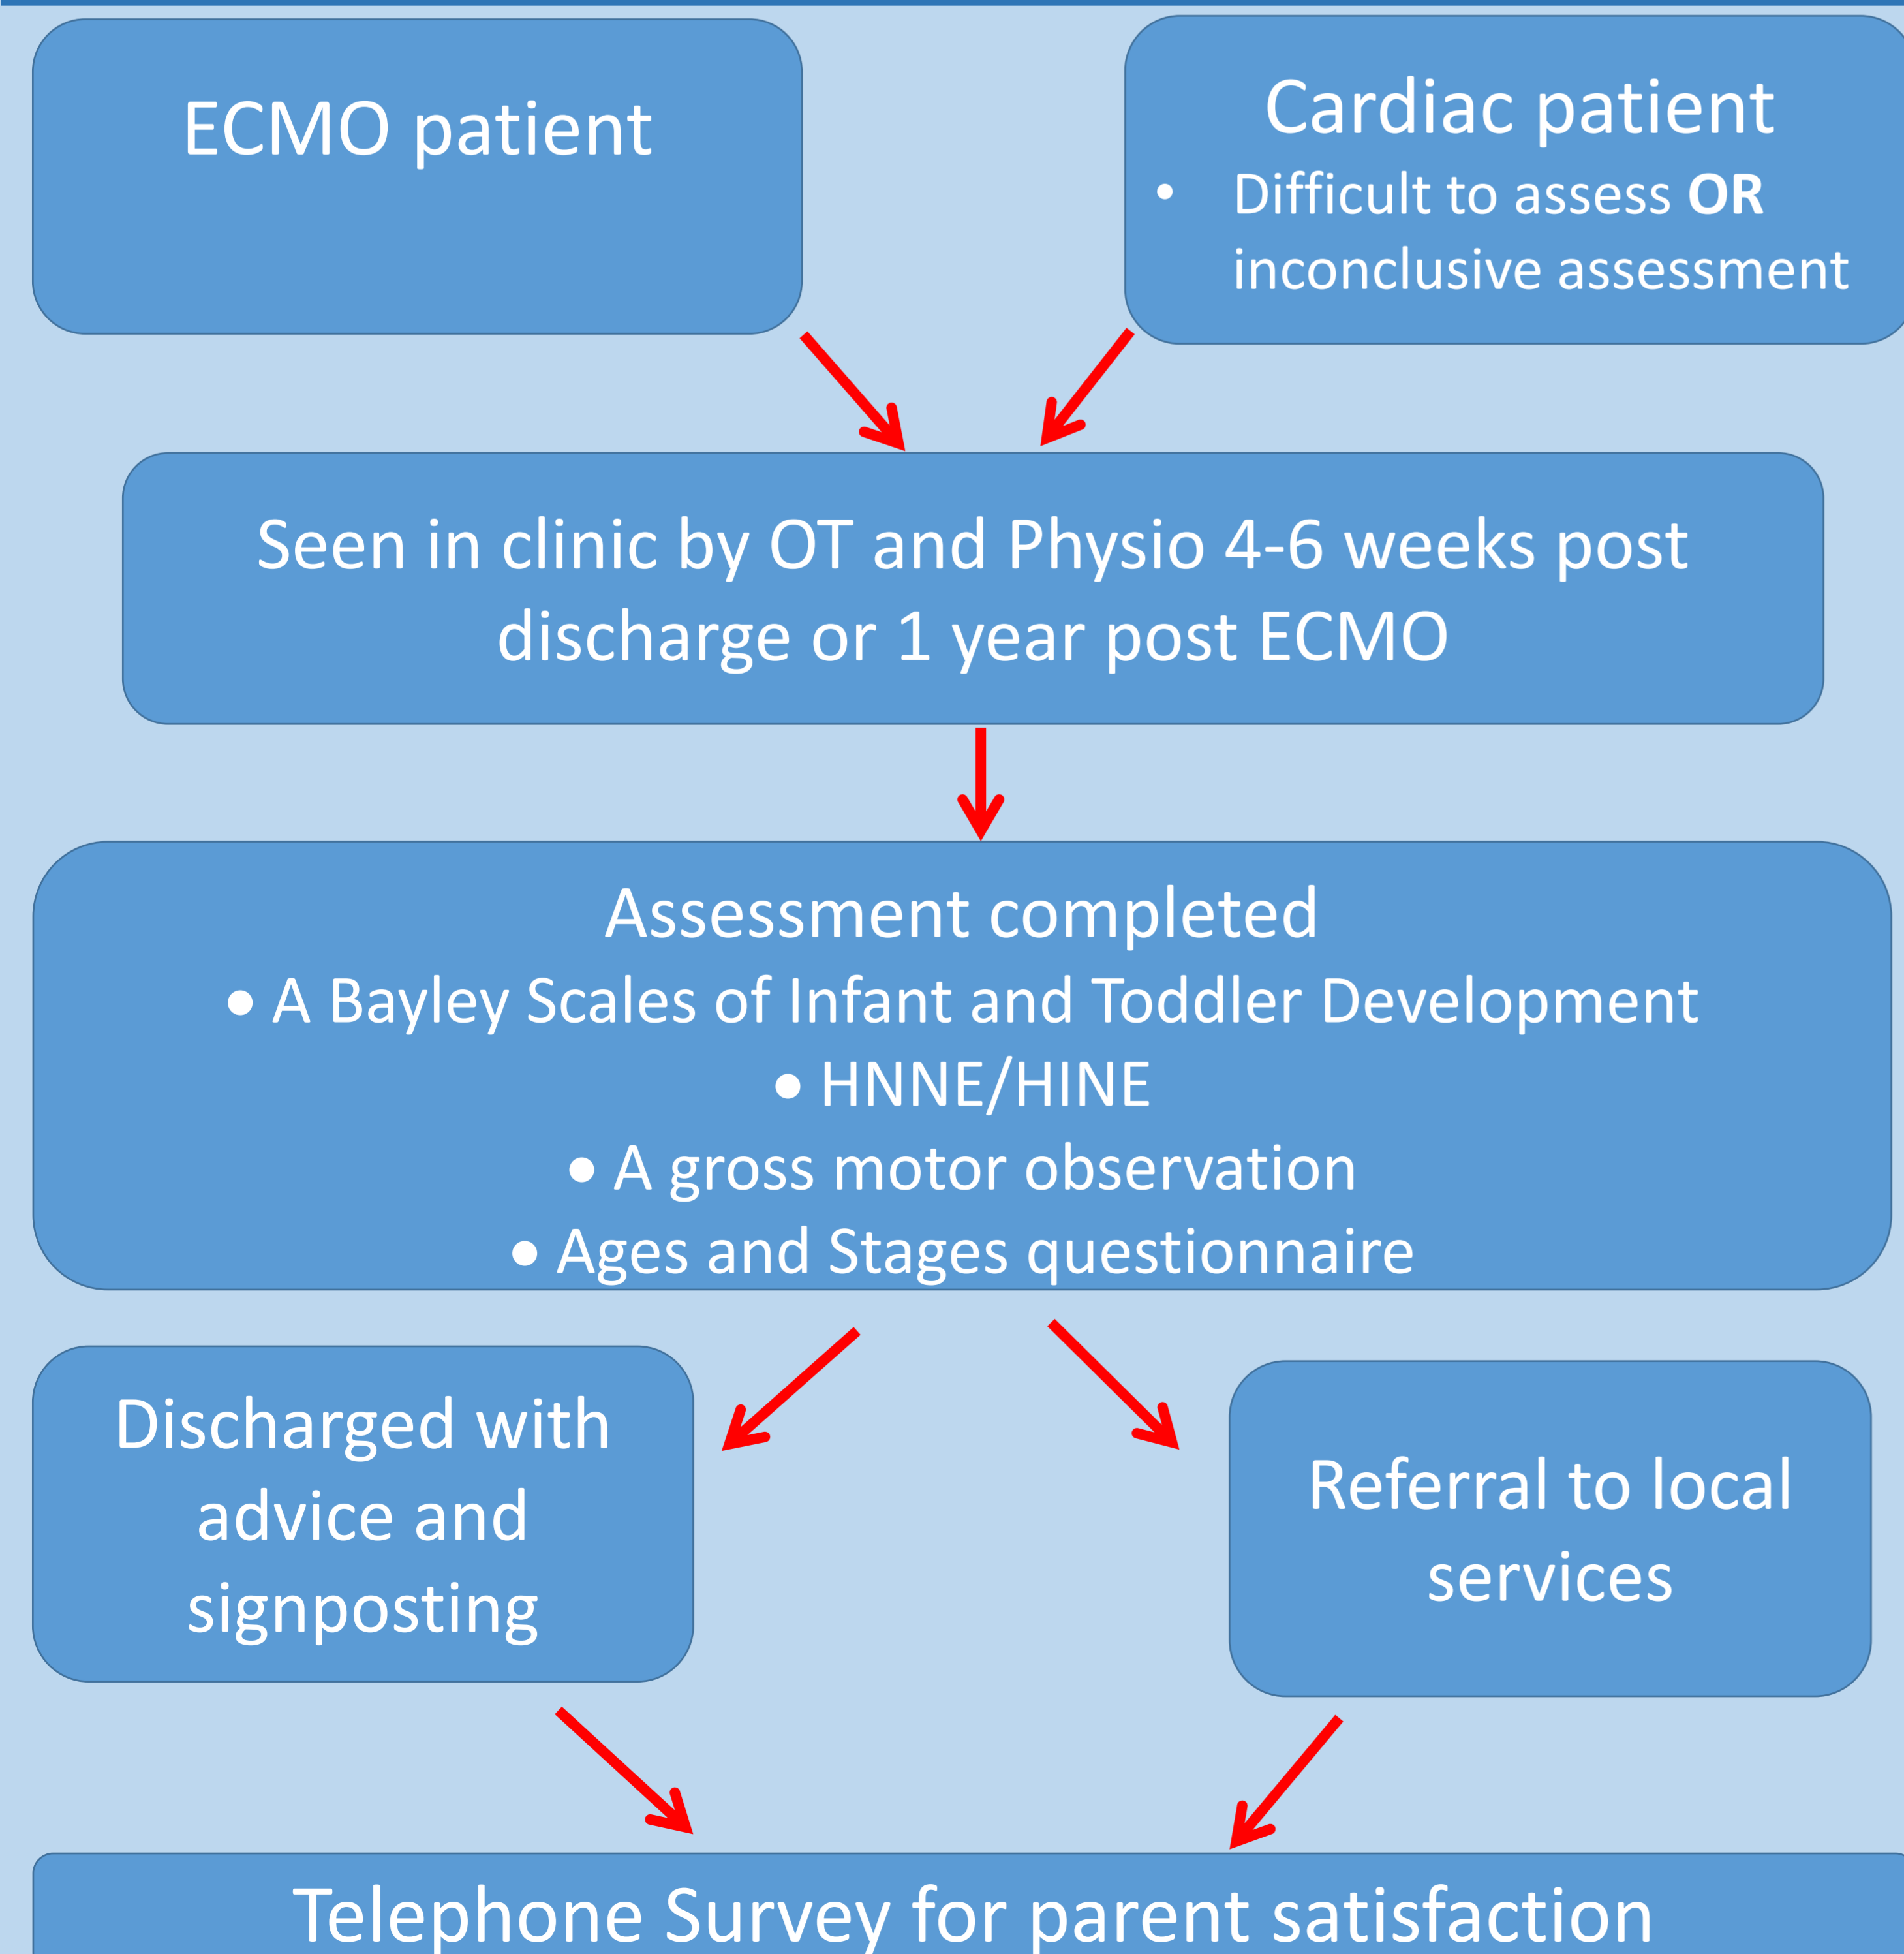 ECMO patient
Cardiac patient
• Difficult to assess OR
inconclusive assessment
Seen in clinic by OT and Physio 4-6 weeks post
discharge or 1 year post ECMO
Assessment completed
• A Bayley Scales of Infant and Toddler Development
• HNNE/HINE
• A gross motor observation
• Ages and Stages questionnaire
Discharged with
advice and
signposting
Referral to local
services
Telephone Survey for parent satisfaction